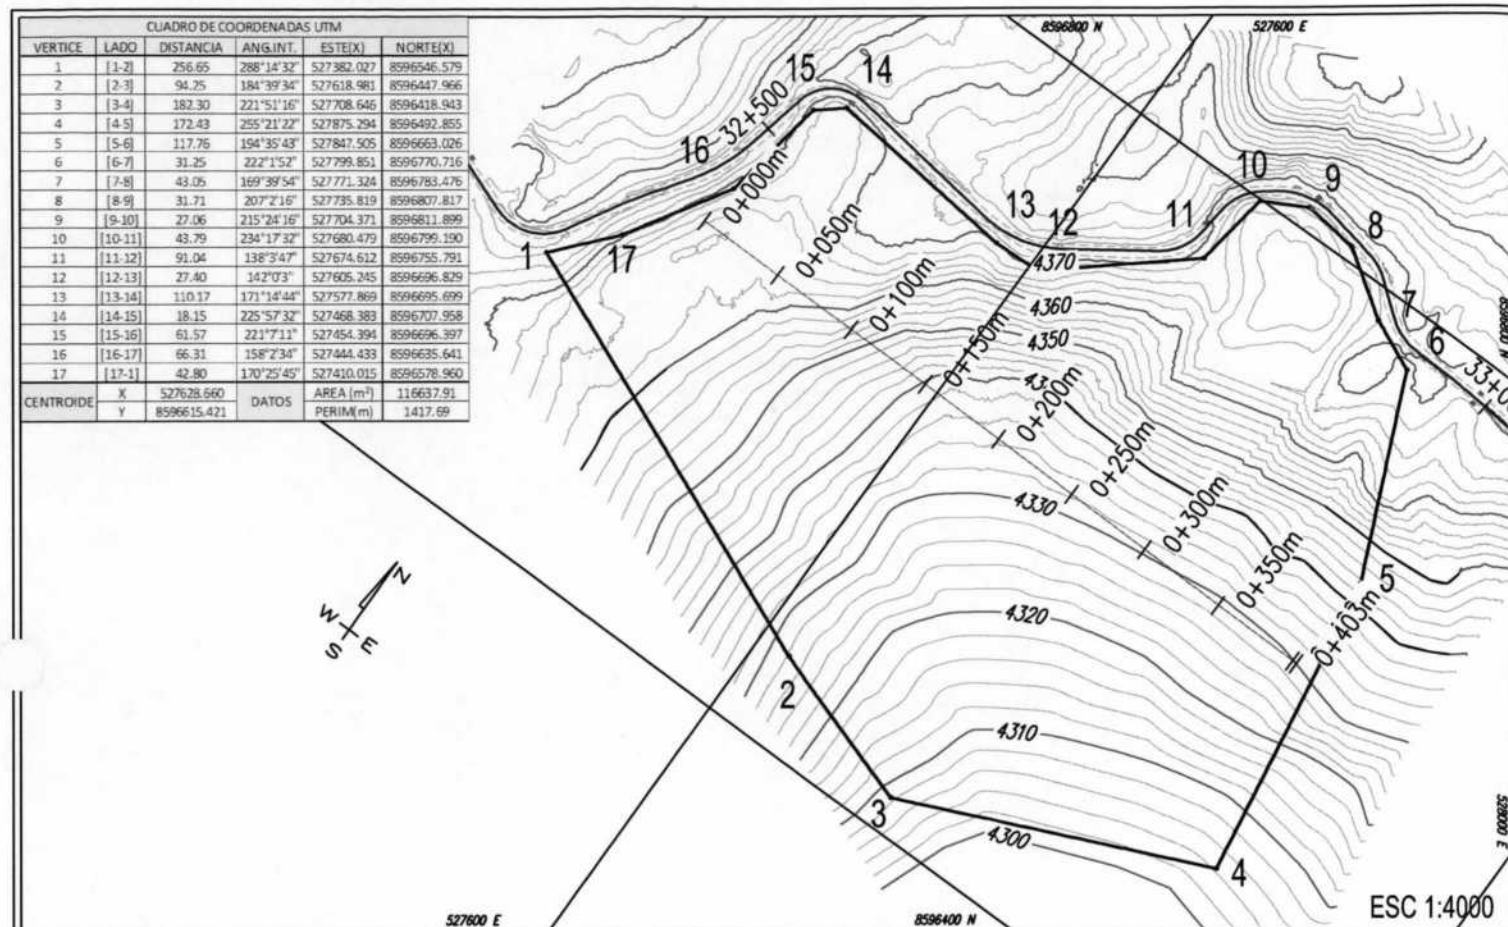 CUADRO DE COORDENADAS UTM
VERTICE LADO DISTANCIA ANG.INT. ESTE(X) NORTE(X)
1 [1-2] 256.65 288°14'32" 527382.027 8596546.579
2 [2-3] 94.25 184°39'34" 527618.981 8596447.966
3 [3-4] 182.30 221°51'16" 527708.646 8596418.943
4 [4-5] 172.43 255°21'22" 527875.294 8596492.855
5 [5-6] 117.76 194°35'43" 527847.505 8596663.026
6 [6-7] 31.25 222°1'52" 527799.851 8596770.716
7 [7-8] 43.05 169°39'54" 527771.324 8596783.476
8 [8-9] 31.71 207°2'16" 527735.819 8596807.817
9 [9-10] 27.06 215°24'16" 527704.371 8596811.899
10 [10-11] 43.79 234°17'32" 527680.479 8596799.190
11 [11-12] 91.04 138°3'47" 527674.612 8596755.791
12 [12-13] 27.40 142°0'3" 527605.245 8596696.829
13 [13-14] 110.17 171°14'44" 527577.869 8596695.699
14 [14-15] 18.15 225°57'32" 527468.383 8596707.958
15 [15-16] 61.57 221°7'11" 527454.394 8596696.397
16 [16-17] 66.31 158°2'34" 527444.433 8596635.641
17 [17-1] 42.80 170°25'45" 527410.015 8596578.960
CENTROIDE X 527628.660 DATOS AREA (m²) 116637.91
Y 8596615.421 PERIM(m) 1417.69
8596800 N
527600 E
15
14
32+500
16
10
9
13
12
11
8
1
17
0+000m
0+050m
4370
0+100m
4360
7
6
33+0
4350
0+150m
0+200m
0+250m
4330
0+300m
0+350m
5
N
W
E
S
4320
0+403m
2
4310
3
4300
4
528000 E
527600 E
8596400 N
ESC 1:4000